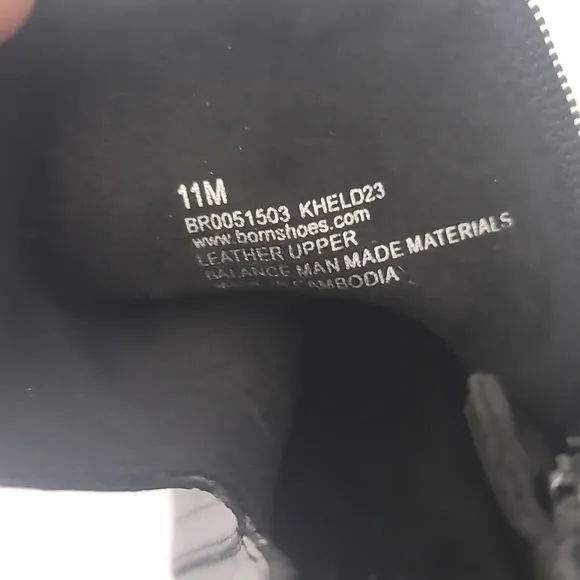 11M
BR0051503 KHELD23
www.bornshoes.com
LEATHER UPPER
BALANCE MAN MADE MATERIALS
CAMBODIA